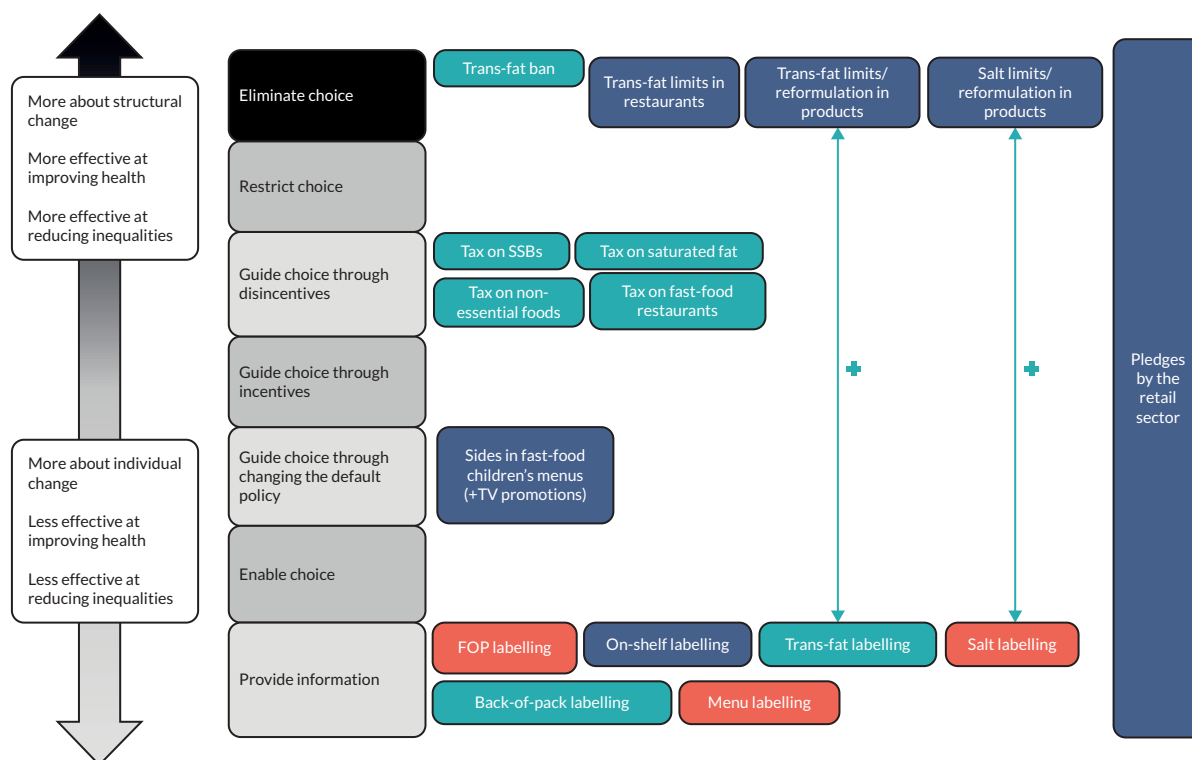 More about structural
change
More effective at
improving health
More effective at
reducing inequalities
More about individual
change
Less effective at
improving health
Less effective at
reducing inequalities
Eliminate choice
Trans-fat ban
Trans-fat limits in
restaurants
Trans-fat limits/
reformulation in
products
Salt limits/
reformulation in
products
Restrict choice
Guide choice through
disincentives
Tax on SSBs
Tax on saturated fat
Tax on non-
essential foods
Tax on fast-food
restaurants
Guide choice through
incentives
Guide choice through
changing the default
policy
Sides in fast-food
children’s menus
(+TV promotions)
Enable choice
Provide information
FOP labelling
On-shelf labelling
Trans-fat labelling
Salt labelling
Back-of-pack labelling
Menu labelling
Pledges
by the
retail
sector